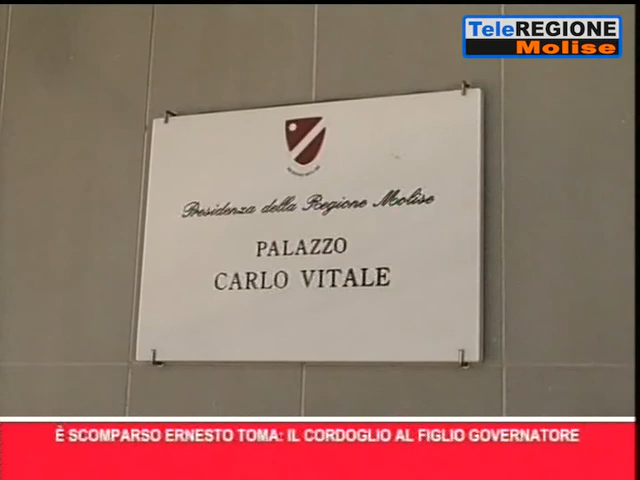 TeleREGIONE
Molise
Presidenza della Regione Molise
PALAZZO
CARLO VITALE
È SCOMPARSO ERNESTO TOMA: IL CORDOGLIO AL FIGLIO GOVERNATORE